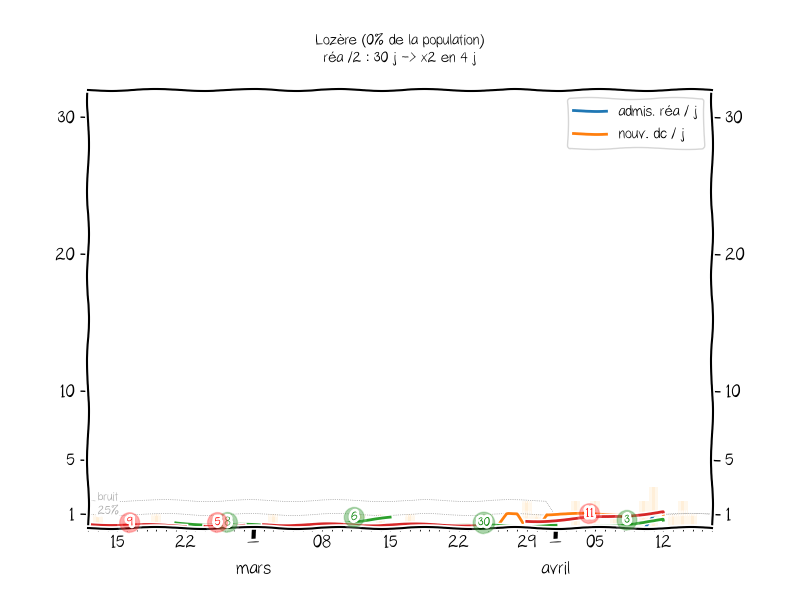 Lozère (0% de la population)
réa /2 : 30 j -> x2 en 4 j
admis. réa / j
nouv. dc / j
30 30
20 20
10 10
5 5
bruit
25%
1 1
9 5 8 6 30 11 3
15 22 08 15 22 29 05 12
mars avril